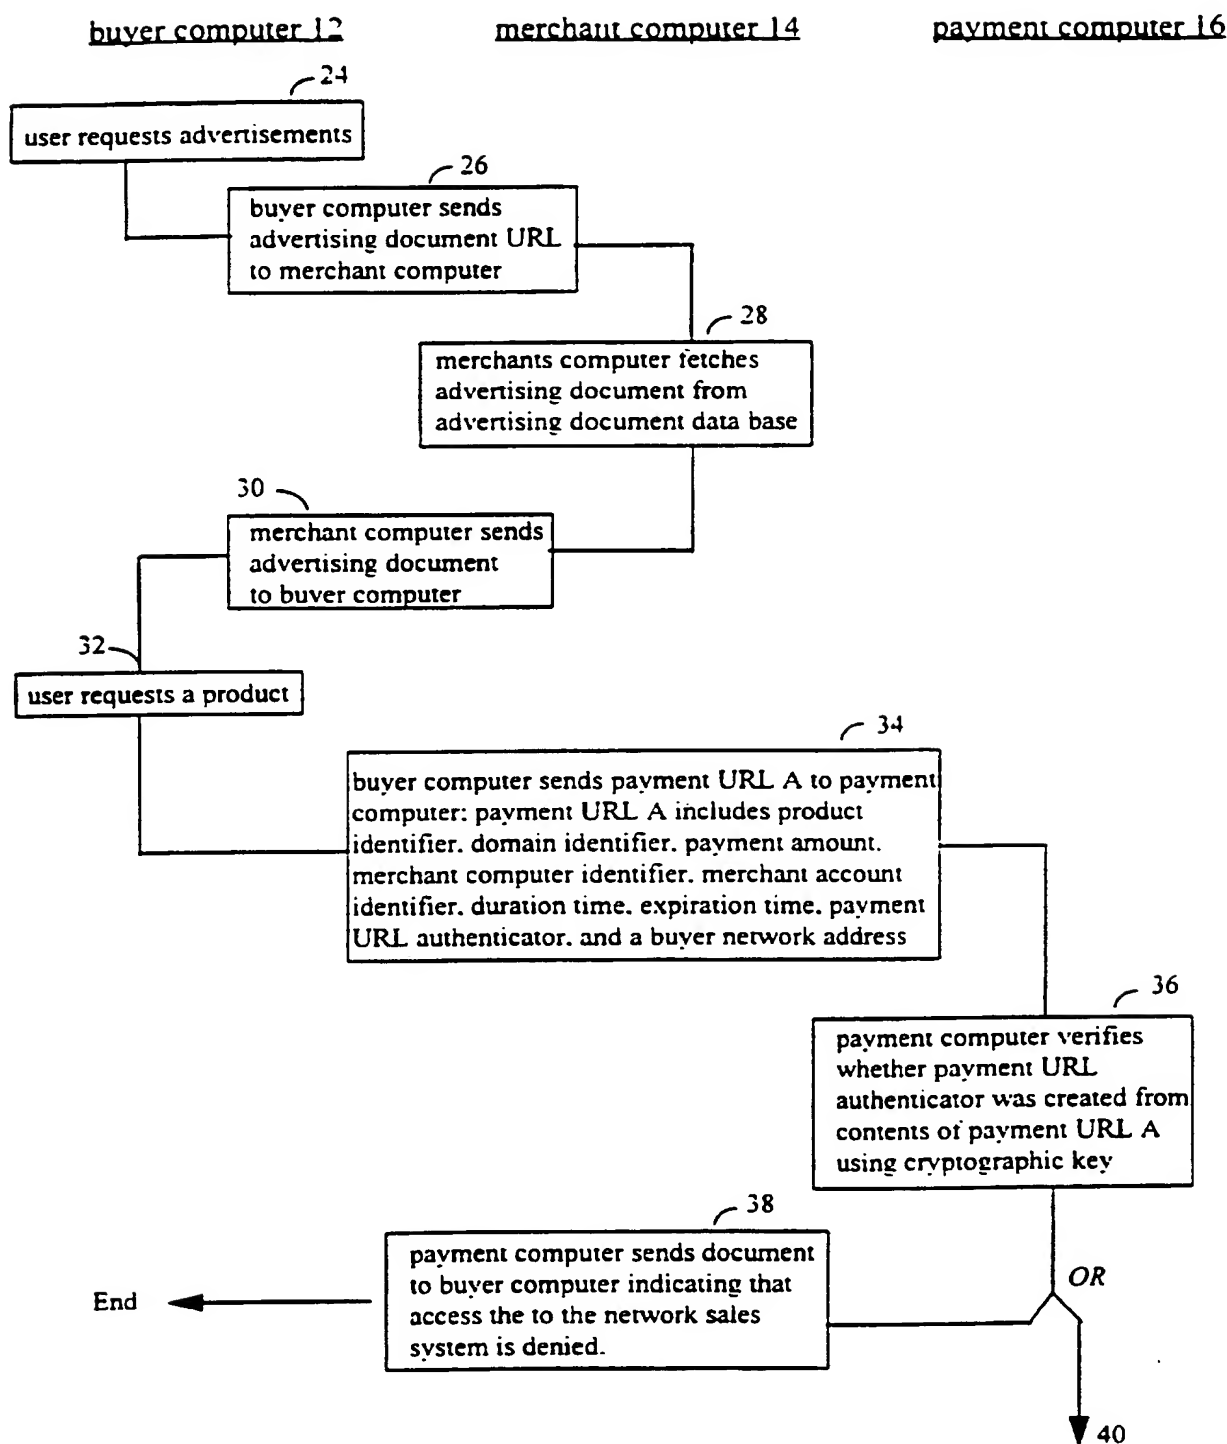 buyer computer 12
merchant computer 14
payment computer 16
24
user requests advertisements
26
buyer computer sends
advertising document URL
to merchant computer
28
merchants computer fetches
advertising document from
advertising document data base
30
merchant computer sends
advertising document
to buyer computer
32
user requests a product
34
buyer computer sends payment URL A to payment
computer: payment URL A includes product
identifier. domain identifier. payment amount.
merchant computer identifier. merchant account
identifier. duration time. expiration time. payment
URL authenticator. and a buyer network address
36
payment computer verifies
whether payment URL
authenticator was created from
contents of payment URL A
using cryptographic key
38
payment computer sends document
to buyer computer indicating that
access the to the network sales
system is denied.
End
OR
40